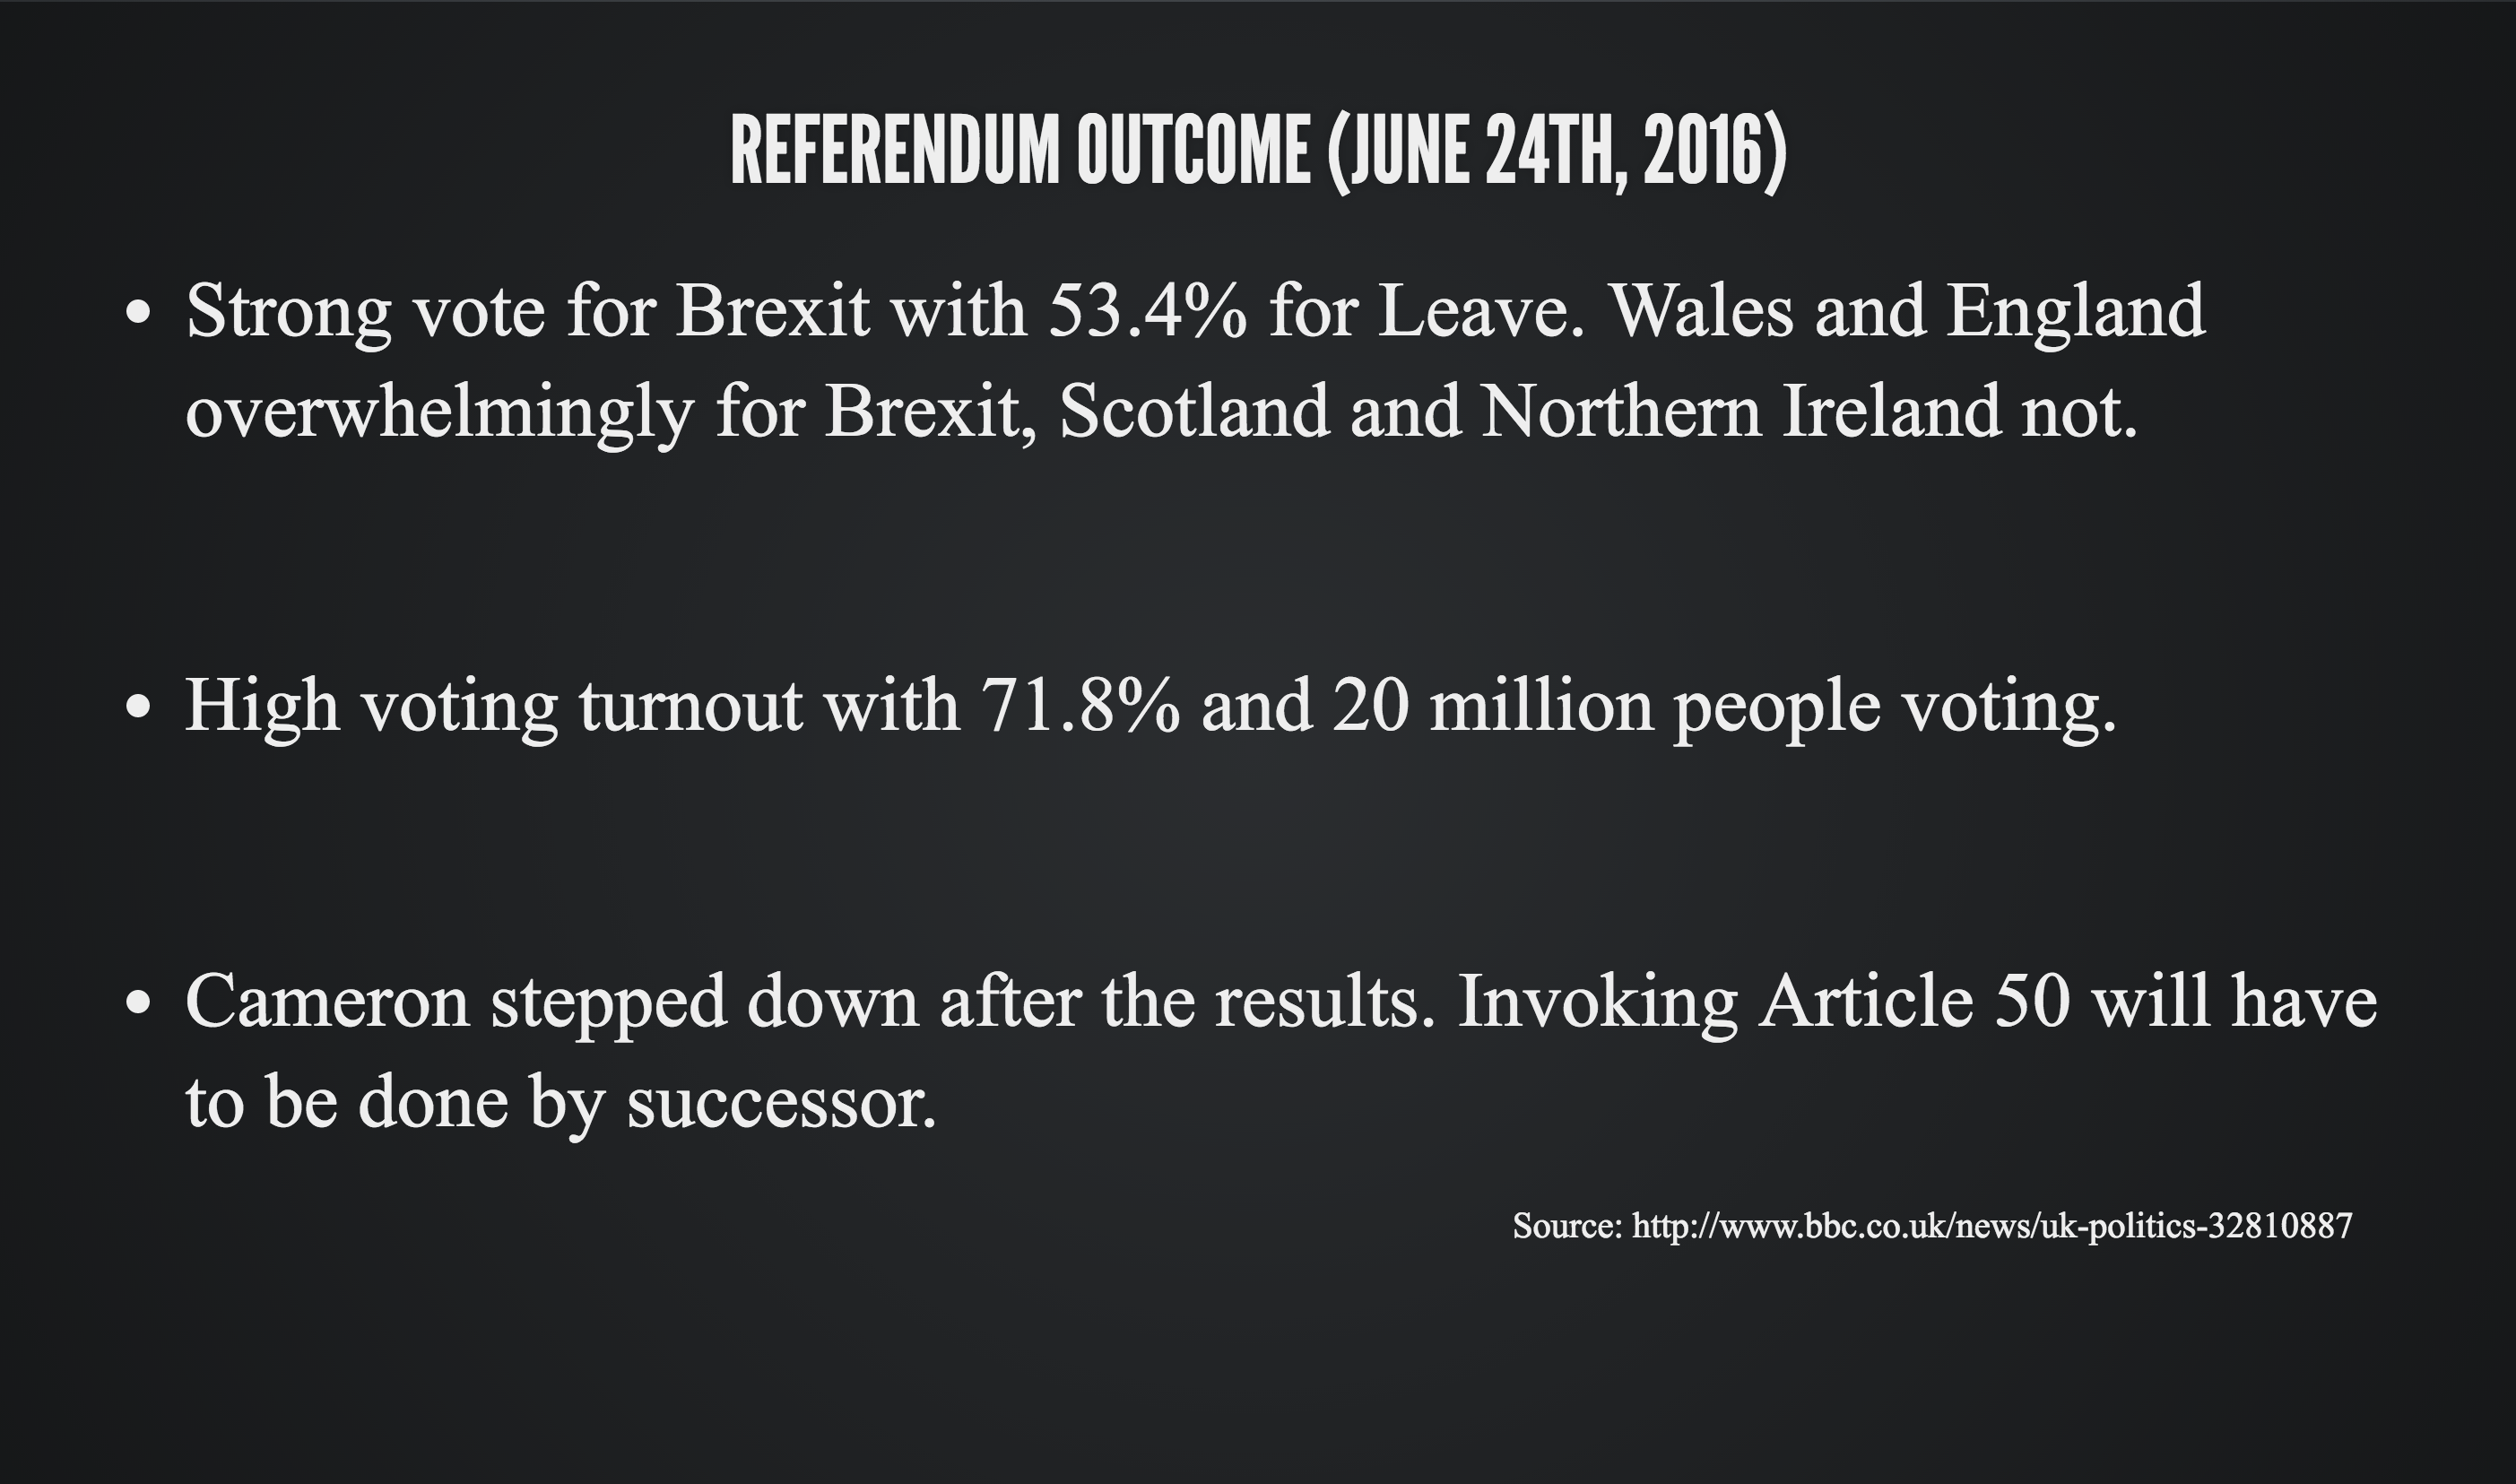 REFERENDUM OUTCOME (JUNE 24TH, 2016)
• Strong vote for Brexit with 53.4% for Leave. Wales and England
overwhelmingly for Brexit, Scotland and Northern Ireland not.
• High voting turnout with 71.8% and 20 million people voting.
• Cameron stepped down after the results. Invoking Article 50 will have
to be done by successor.
Source: http://www.bbc.co.uk/news/uk-politics-32810887